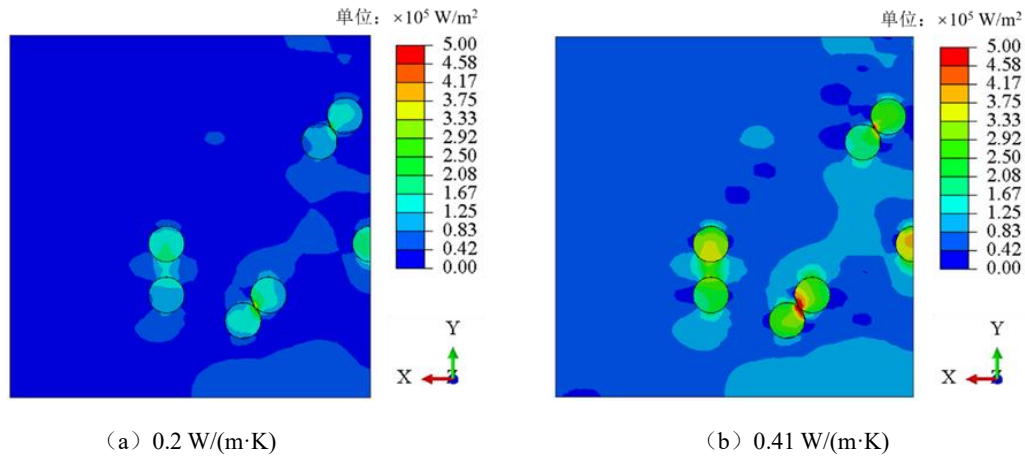 单位：×10⁵ W/m²
5.00
4.58
4.17
3.75
3.33
2.92
2.50
2.08
1.67
1.25
0.83
0.42
0.00
Y
X
Z
（a）0.2 W/(m·K)
单位：×10⁵ W/m²
5.00
4.58
4.17
3.75
3.33
2.92
2.50
2.08
1.67
1.25
0.83
0.42
0.00
Y
X
Z
（b）0.41 W/(m·K)